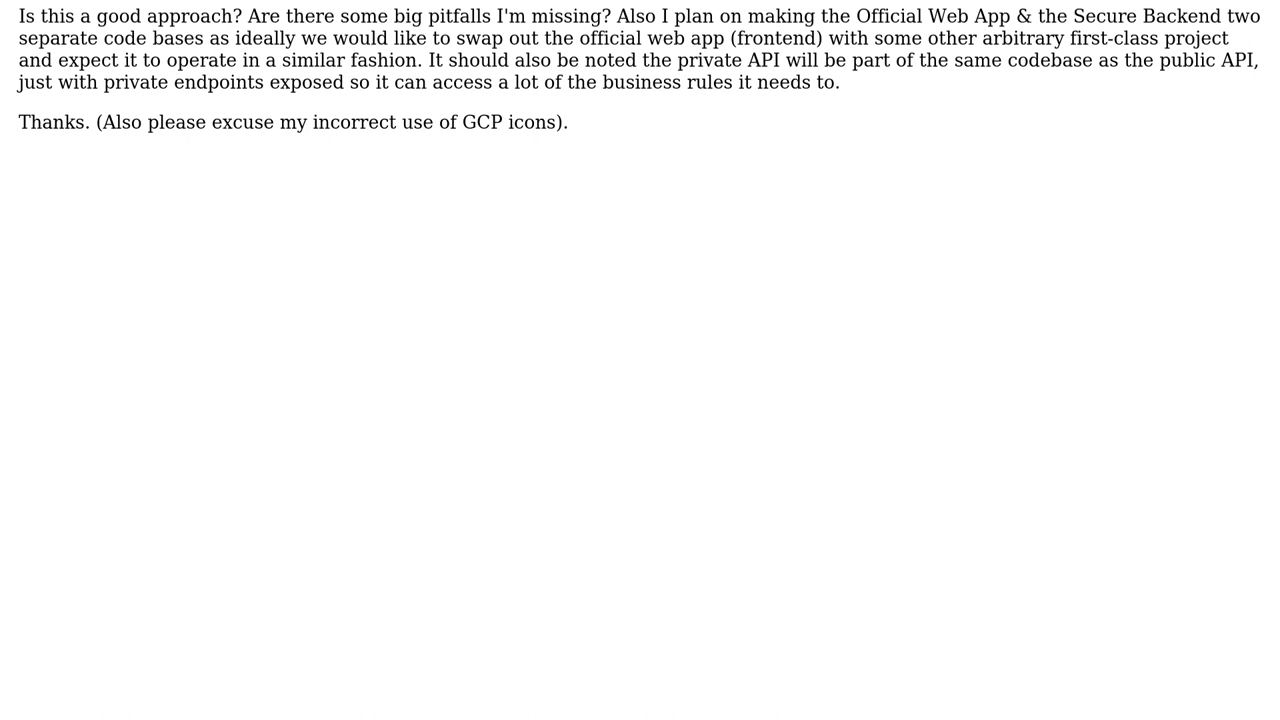 Is this a good approach? Are there some big pitfalls I'm missing? Also I plan on making the Official Web App & the Secure Backend two
separate code bases as ideally we would like to swap out the official web app (frontend) with some other arbitrary first-class project
and expect it to operate in a similar fashion. It should also be noted the private API will be part of the same codebase as the public API,
just with private endpoints exposed so it can access a lot of the business rules it needs to.
Thanks. (Also please excuse my incorrect use of GCP icons).